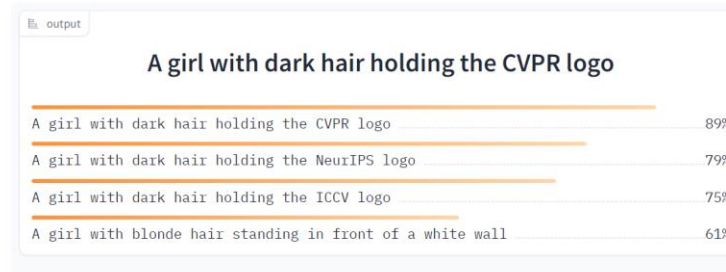 output
A girl with dark hair holding the CVPR logo
A girl with dark hair holding the CVPR logo 89%
A girl with dark hair holding the NeurIPS logo 79%
A girl with dark hair holding the ICCV logo 75%
A girl with blonde hair standing in front of a white wall 61%